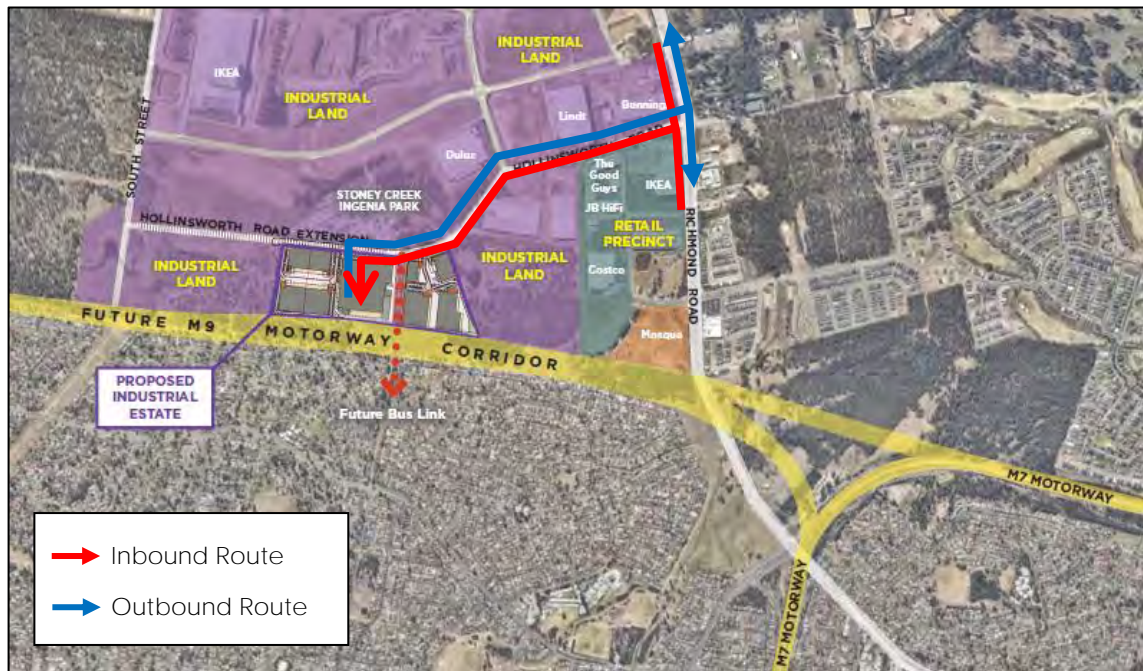 INDUSTRIAL
LAND
IKEA
INDUSTRIAL
LAND
Bunning
Lindt
SOUTH STREET
Dulux
HOLLINSWORTH ROAD
The
Good
Guys
IKEA
STONEY CREEK
INGENIA PARK
JB HiFi
HOLLINSWORTH ROAD EXTENSION
RETAIL
PRECINCT
RICHMOND ROAD
INDUSTRIAL
LAND
INDUSTRIAL
LAND
Costco
FUTURE M9 MOTORWAY CORRIDOR
Mosque
PROPOSED
INDUSTRIAL
ESTATE
Future Bus Link
M7 MOTORWAY
M7 MOTORWAY
Inbound Route
Outbound Route